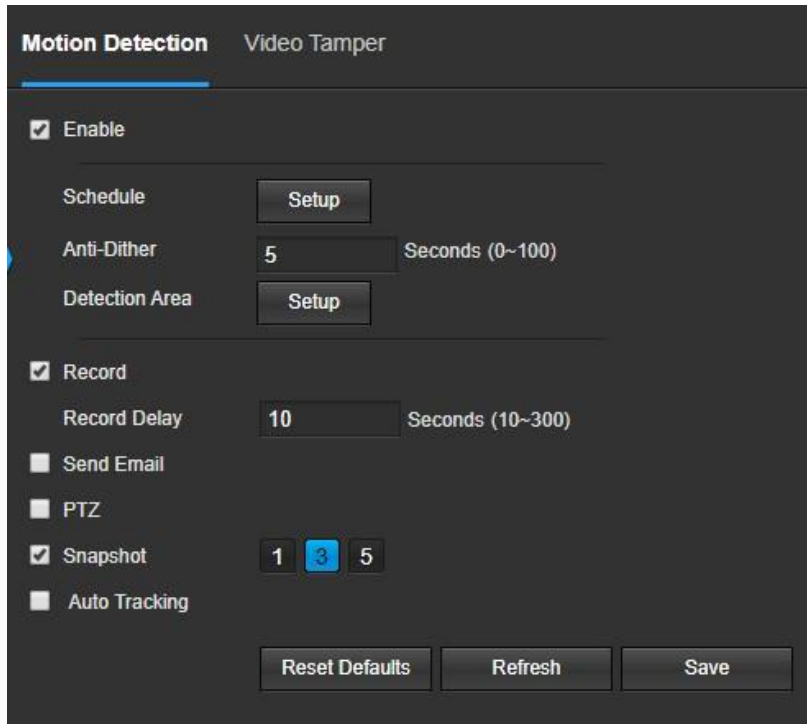 Motion Detection Video Tamper
Enable
Schedule Setup
Anti-Dither 5 Seconds (0~100)
Detection Area Setup
Record
Record Delay 10 Seconds (10~300)
Send Email
PTZ
Snapshot 1 3 5
Auto Tracking
Reset Defaults Refresh Save